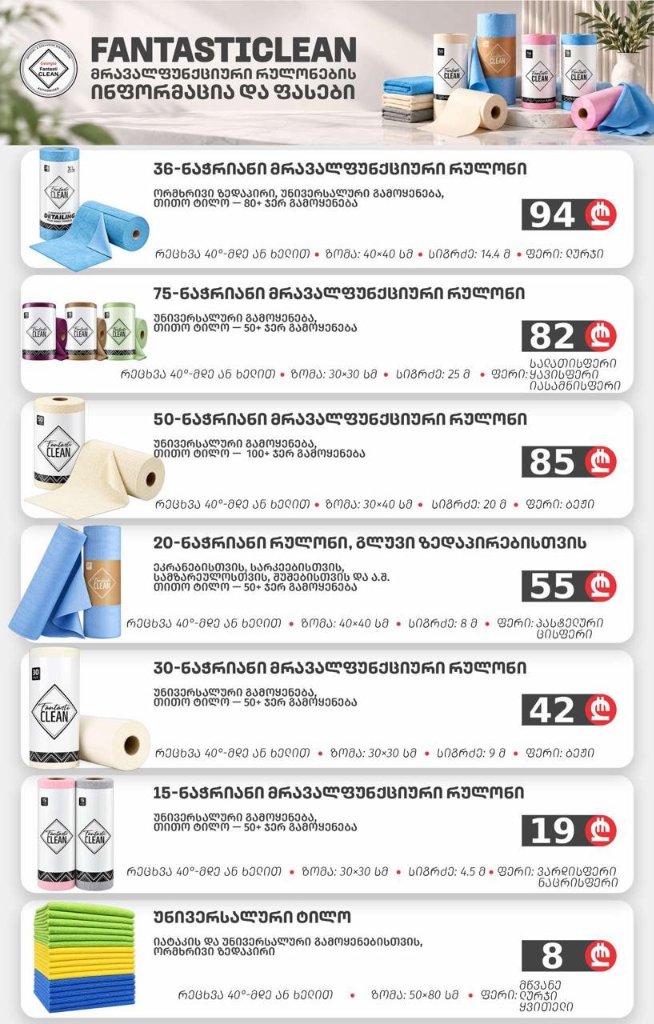 FANTASTICLEAN
მრავალფუნქციური რულონების
ინფორმაცია და ფასები
36-ნაჭრიანი მრავალფუნქციური რულონი
ორმხრივი ზედაპირი, უნივერსალური გამოყენება,
თითო ტილო — 80+ ჯერ გამოყენება
94 ₾
რეცხვა 40°-მდე ან ხელით • ზომა: 40×40 სმ • სიგრძე: 14.4 მ • ფერი: ლურჯი
75-ნაჭრიანი მრავალფუნქციური რულონი
უნივერსალური გამოყენება,
თითო ტილო — 50+ ჯერ გამოყენება
82 ₾
რეცხვა 40°-მდე ან ხელით • ზომა: 30×30 სმ • სიგრძე: 25 მ • ფერი: სალათისფერი
ყავისფერი
იასამნისფერი
50-ნაჭრიანი მრავალფუნქციური რულონი
უნივერსალური გამოყენება,
თითო ტილო — 100+ ჯერ გამოყენება
85 ₾
რეცხვა 40°-მდე ან ხელით • ზომა: 30×40 სმ • სიგრძე: 20 მ • ფერი: ბეჟი
20-ნაჭრიანი რულონი, გლუვი ზედაპირებისთვის
ეკრანებისთვის, სარკეებისთვის,
სამზარეულოსთვის, შუშებისთვის და ა.შ.
თითო ტილო — 50+ ჯერ გამოყენება
55 ₾
რეცხვა 40°-მდე ან ხელით • ზომა: 40×40 სმ • სიგრძე: 8 მ • ფერი: პასტელური
ცისფერი
30-ნაჭრიანი მრავალფუნქციური რულონი
უნივერსალური გამოყენება,
თითო ტილო — 50+ ჯერ გამოყენება
42 ₾
რეცხვა 40°-მდე ან ხელით • ზომა: 30×30 სმ • სიგრძე: 9 მ • ფერი: ბეჟი
15-ნაჭრიანი მრავალფუნქციური რულონი
უნივერსალური გამოყენება,
თითო ტილო — 50+ ჯერ გამოყენება
19 ₾
რეცხვა 40°-მდე ან ხელით • ზომა: 30×30 სმ • სიგრძე: 4.5 მ • ფერი: ვარდისფერი
ნაცრისფერი
უნივერსალური ტილო
იატაკის და უნივერსალური გამოყენებისთვის,
ორმხრივი ზედაპირი
8 ₾
რეცხვა 40°-მდე ან ხელით • ზომა: 50×80 სმ • ფერი: მწვანე
ლურჯი
ყვითელი